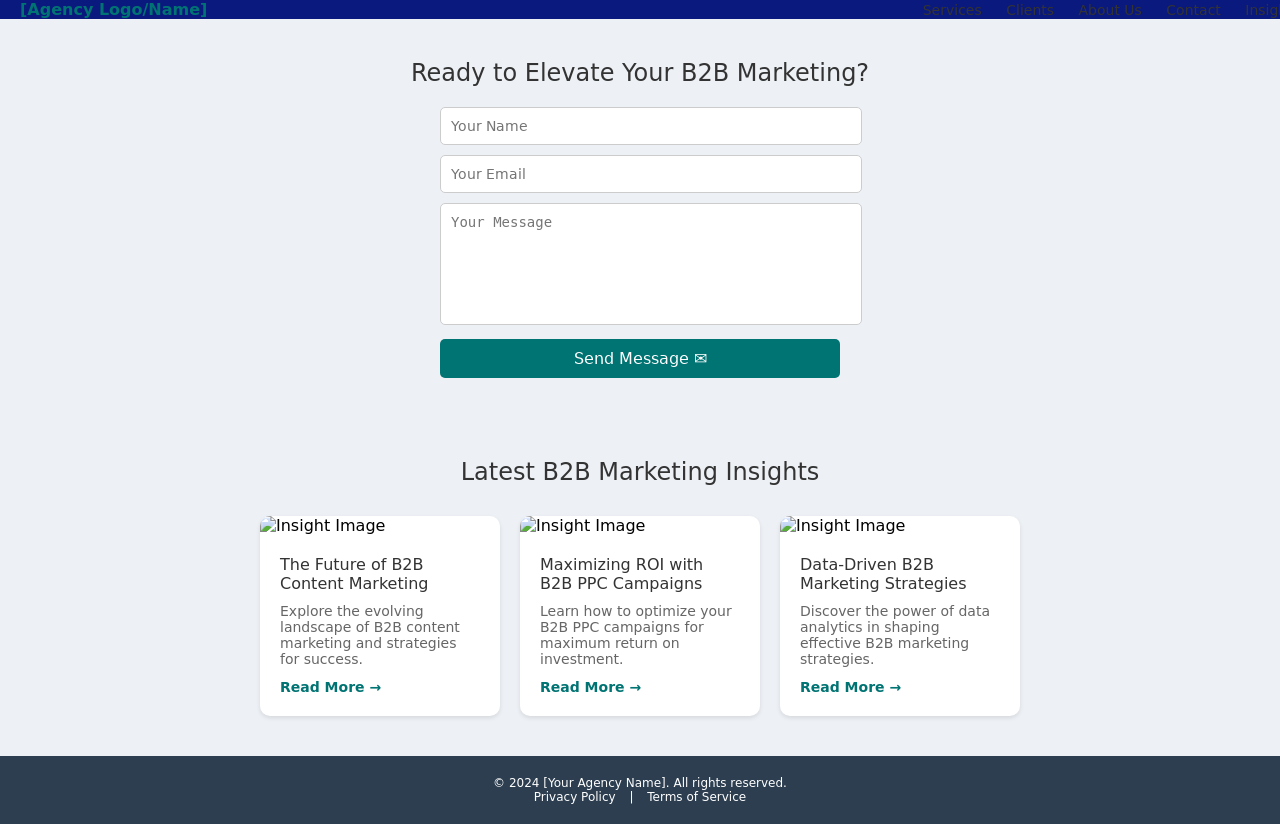 [Agency Logo/Name]
Services Clients About Us Contact Insig
Ready to Elevate Your B2B Marketing?
Your Name
Your Email
Your Message
Send Message ✉
Latest B2B Marketing Insights
Insight Image
The Future of B2B
Content Marketing
Explore the evolving
landscape of B2B content
marketing and strategies
for success.
Read More →
Insight Image
Maximizing ROI with
B2B PPC Campaigns
Learn how to optimize your
B2B PPC campaigns for
maximum return on
investment.
Read More →
Insight Image
Data-Driven B2B
Marketing Strategies
Discover the power of data
analytics in shaping
effective B2B marketing
strategies.
Read More →
© 2024 [Your Agency Name]. All rights reserved.
Privacy Policy | Terms of Service